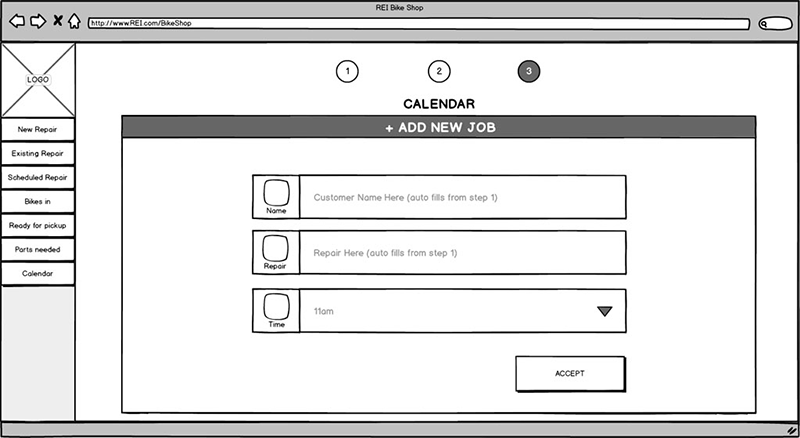 REI Bike Shop
http://www.REI.com/BikeShop
LOGO
New Repair
Existing Repair
Scheduled Repair
Bikes in
Ready for pickup
Parts needed
Calendar
1 2 3
CALENDAR
+ ADD NEW JOB
Name
Customer Name Here (auto fills from step 1)
Repair
Repair Here (auto fills from step 1)
Time
11am
ACCEPT